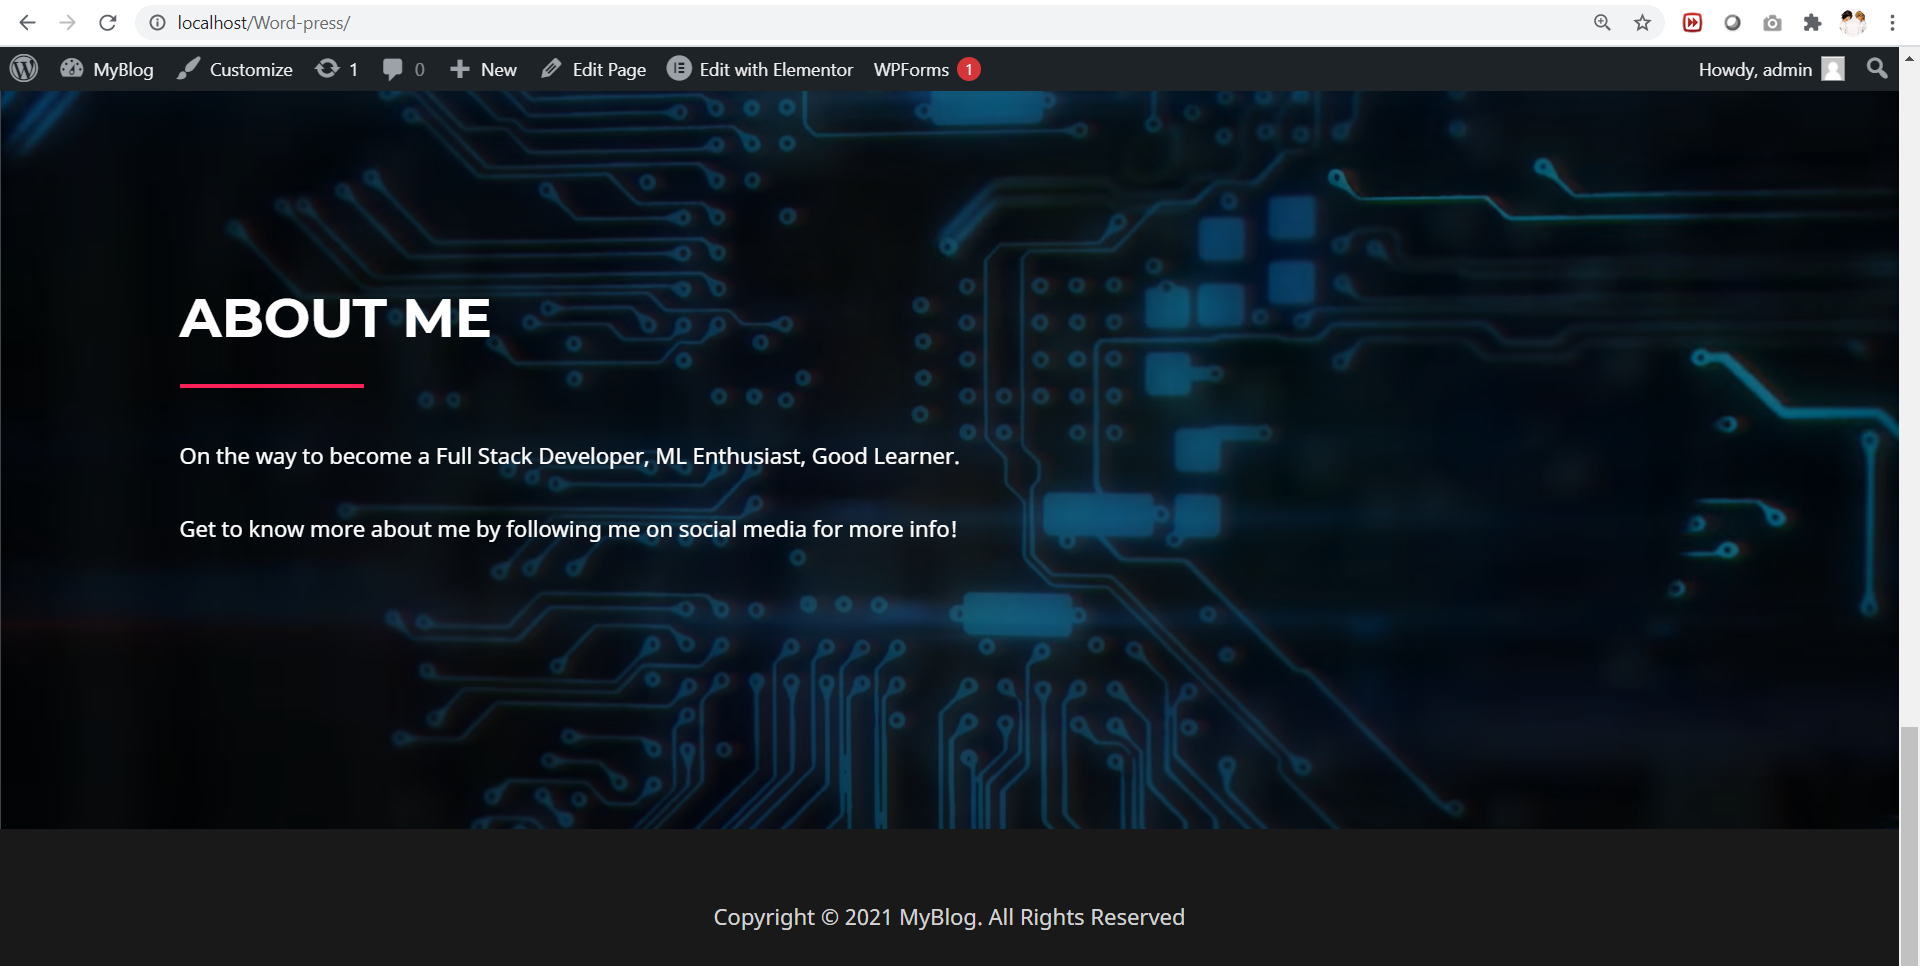 localhost/Word-press/
MyBlog Customize 1 0 New Edit Page Edit with Elementor WPForms 1 Howdy, admin
ABOUT ME
On the way to become a Full Stack Developer, ML Enthusiast, Good Learner.
Get to know more about me by following me on social media for more info!
Copyright © 2021 MyBlog. All Rights Reserved